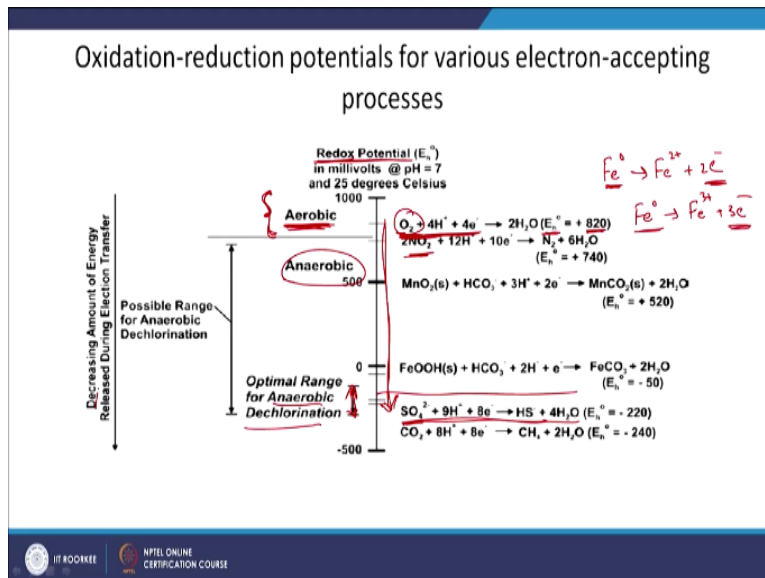 Oxidation-reduction potentials for various electron-accepting
processes
Redox Potential (Eₕ°)
in millivolts @ pH = 7
and 25 degrees Celsius
1000
Aerobic
O₂ + 4H⁺ + 4e⁻ → 2H₂O (Eₕ° = + 820)
2NO₃⁻ + 12H⁺ + 10e⁻ → N₂ + 6H₂O
(Eₕ° = + 740)
Anaerobic
500
MnO₂(s) + HCO₃⁻ + 3H⁺ + 2e⁻ → MnCO₃(s) + 2H₂O
(Eₕ° = + 520)
Fe⁰ → Fe²⁺ + 2e⁻
Fe⁰ → Fe³⁺ + 3e⁻
Decreasing Amount of Energy
Released During Election Transfer
Possible Range
for Anaerobic
Dechlorination
0
FeOOH(s) + HCO₃⁻ + 2H⁺ + e⁻ → FeCO₃ + 2H₂O
(Eₕ° = - 50)
Optimal Range
for Anaerobic
Dechlorination
SO₄²⁻ + 9H⁺ + 8e⁻ → HS⁻ + 4H₂O (Eₕ° = - 220)
CO₂ + 8H⁺ + 8e⁻ → CH₄ + 2H₂O (Eₕ° = - 240)
-500
IIT ROORKEE
NPTEL ONLINE
CERTIFICATION COURSE